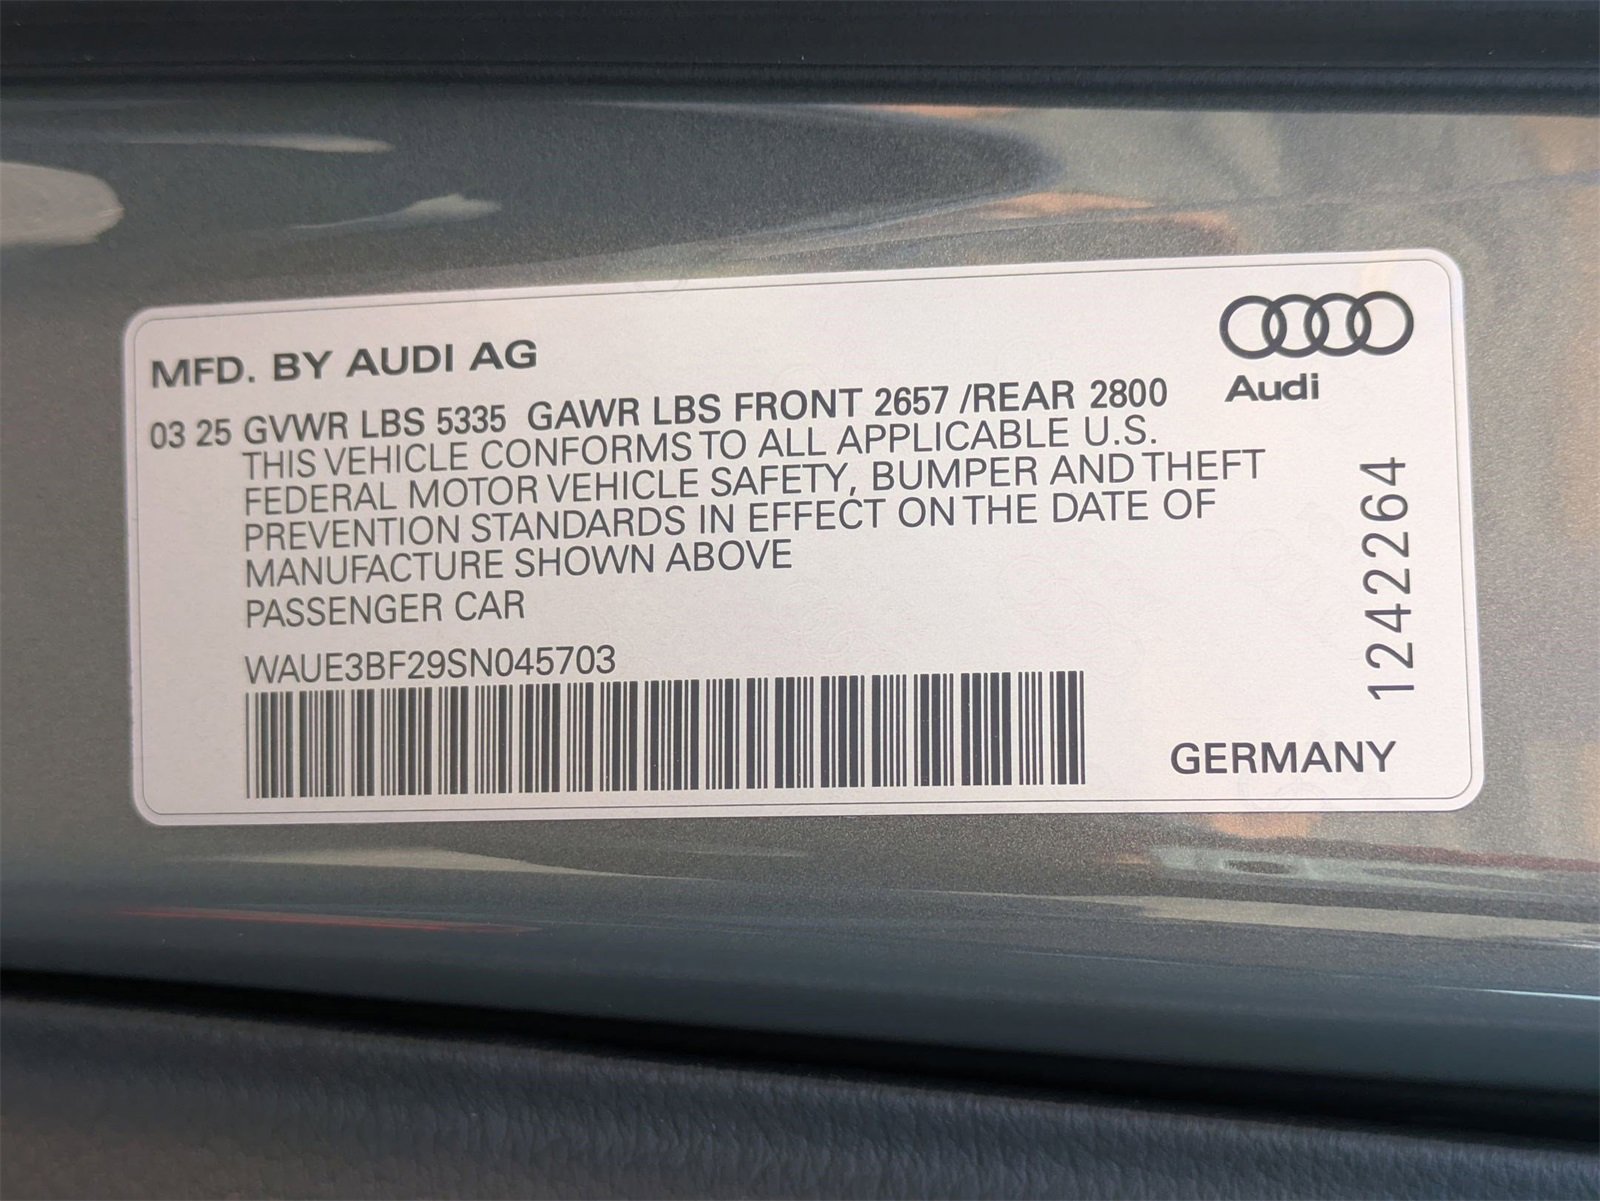 MFD. BY AUDI AG
Audi
03 25 GVWR LBS 5335 GAWR LBS FRONT 2657 /REAR 2800
THIS VEHICLE CONFORMS TO ALL APPLICABLE U.S.
FEDERAL MOTOR VEHICLE SAFETY, BUMPER AND THEFT
PREVENTION STANDARDS IN EFFECT ON THE DATE OF
MANUFACTURE SHOWN ABOVE
PASSENGER CAR
WAUE3BF29SN045703
1242264
GERMANY